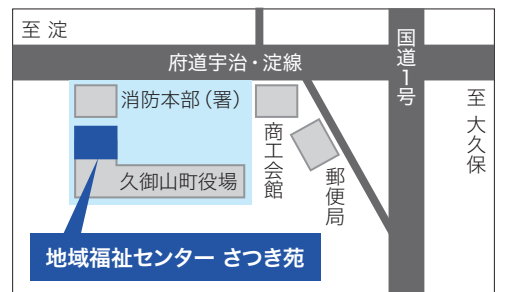 至 淀
府道宇治・淀線
国道1号
至 大久保
消防本部（署）
商工会館
郵便局
久御山町役場
地域福祉センター さつき苑